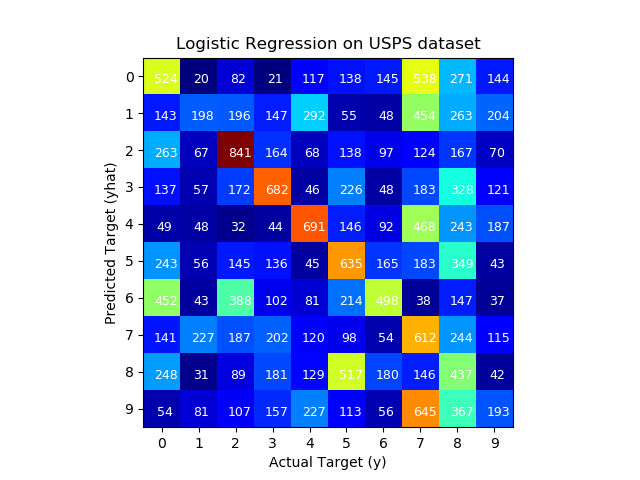 Logistic Regression on USPS dataset
0 524 20 82 21 117 138 145 538 271 144
1 143 198 196 147 292 55 48 454 263 204
2 263 67 841 164 68 138 97 124 167 70
3 137 57 172 682 46 226 48 183 328 121
4 49 48 32 44 691 146 92 468 243 187
5 243 56 145 136 45 635 165 183 349 43
6 452 43 388 102 81 214 498 38 147 37
7 141 227 187 202 120 98 54 612 244 115
8 248 31 89 181 129 517 180 146 437 42
9 54 81 107 157 227 113 56 645 367 193
0 1 2 3 4 5 6 7 8 9
Actual Target (y)
Predicted Target (yhat)